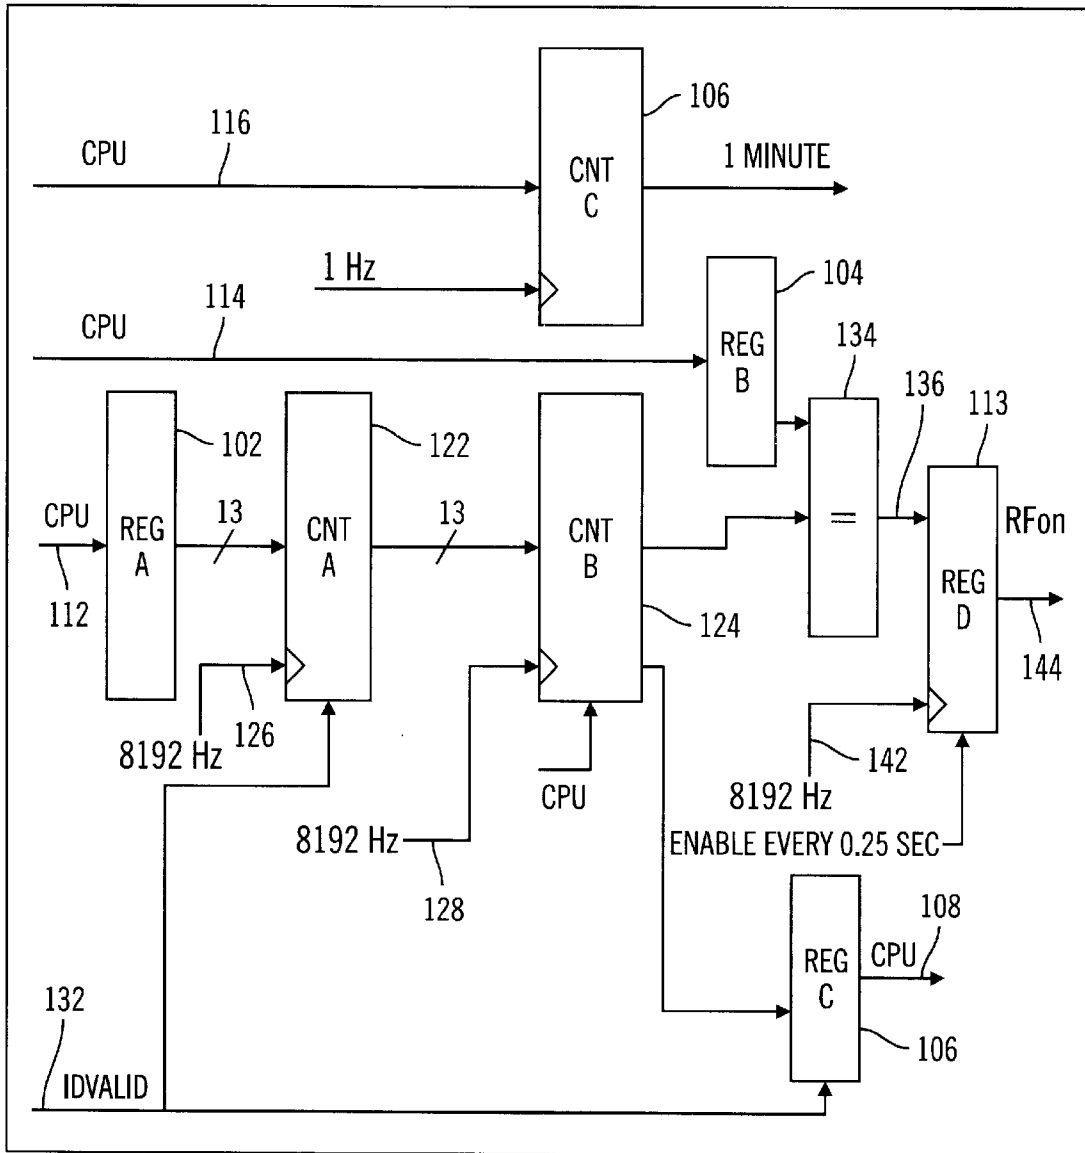 106
116
CPU
CNT
C
1 MINUTE
1 Hz
104
114
CPU
REG
B
134
136
113
102
122
13
13
CPU
REG
A
CNT
A
CNT
B
=
RFon
REG
D
112
124
144
126
8192 Hz
142
CPU
8192 Hz
8192 Hz
ENABLE EVERY 0.25 SEC
128
108
REG
C
CPU
132
106
IDVALID